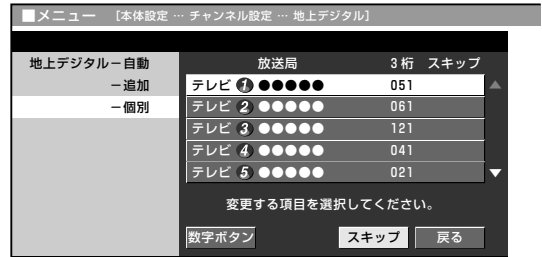 ■メニュー [本体設定 … チャンネル設定 … 地上デジタル]
地上デジタル－自動
－追加
－個別
放送局 3桁 スキップ
テレビ 1 ●●●●● 051
テレビ 2 ●●●●● 061
テレビ 3 ●●●●● 121
テレビ 4 ●●●●● 041
テレビ 5 ●●●●● 021
変更する項目を選択してください。
数字ボタン スキップ 戻る